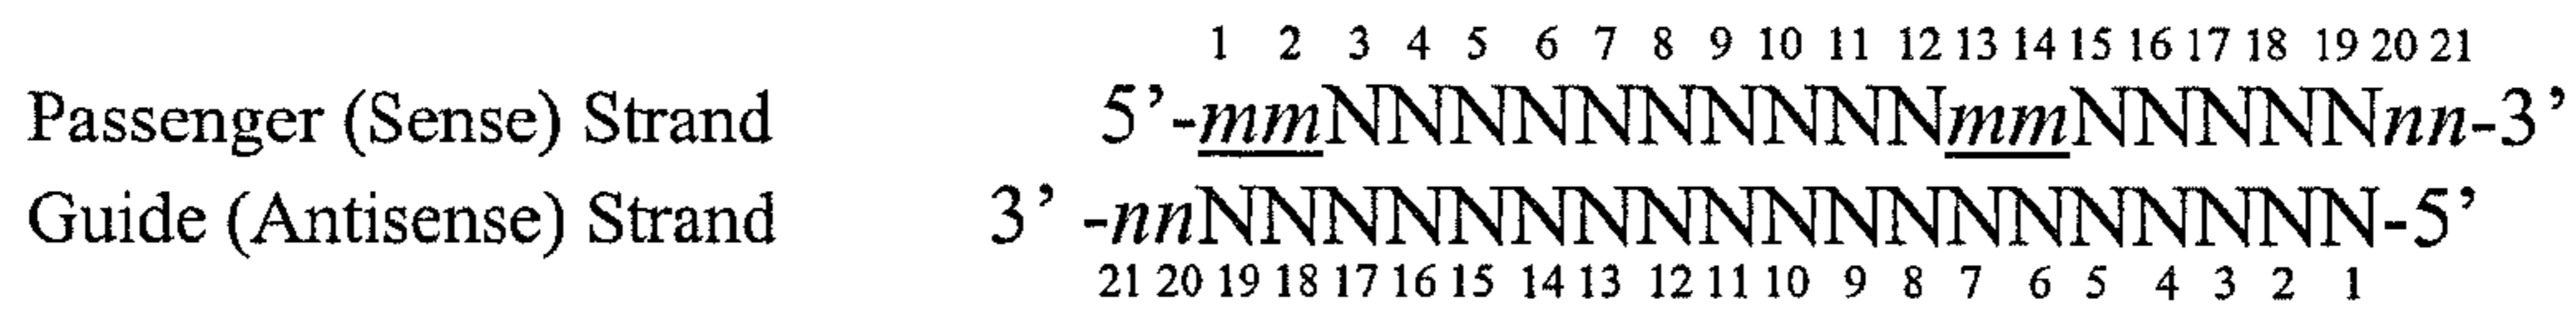 1 2 3 4 5 6 7 8 9 10 11 12 13 14 15 16 17 18 19 20 21
Passenger (Sense) Strand 5’-mmNNNNNNNNNNmmNNNNNnn-3’
Guide (Antisense) Strand 3’ -nnNNNNNNNNNNNNNNNNNNN-5’
21 20 19 18 17 16 15 14 13 12 11 10 9 8 7 6 5 4 3 2 1